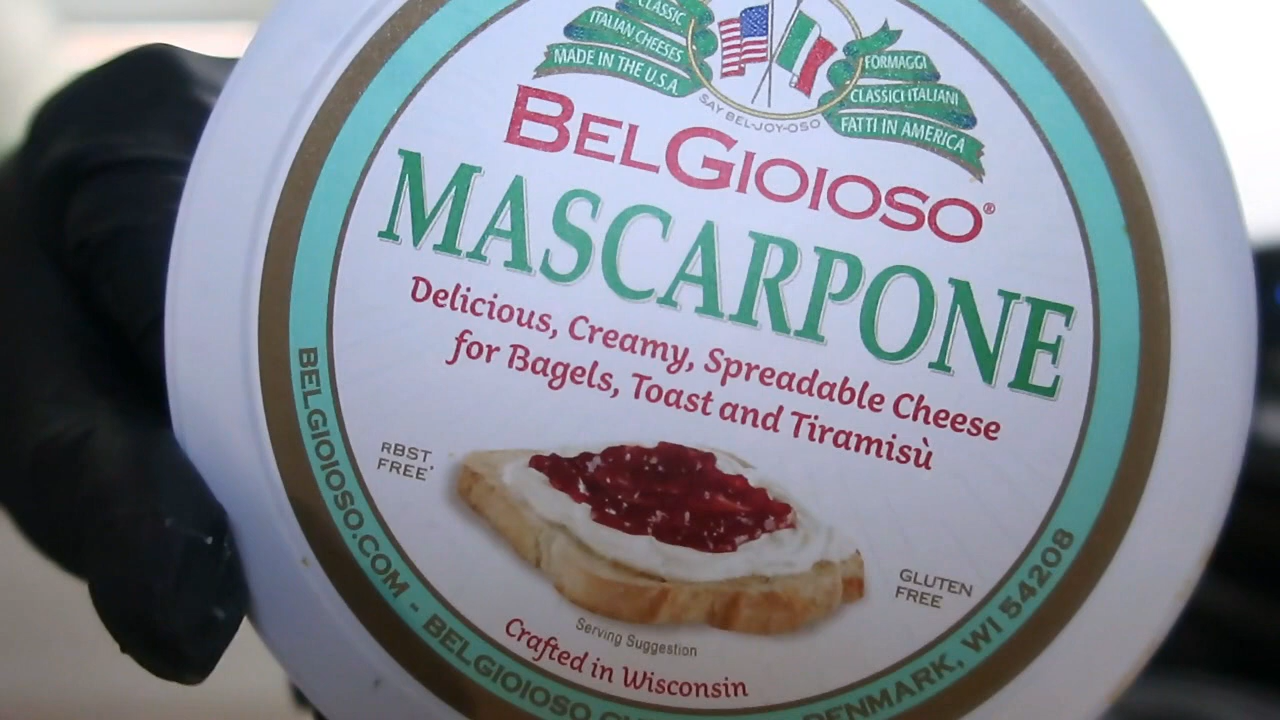 CLASSIC
ITALIAN CHEESES
MADE IN THE U.S.A.
FORMAGGI
CLASSICI ITALIANI
FATTI IN AMERICA
SAY BEL-JOY-OSO
BELGIOIOSO®
MASCARPONE
Delicious, Creamy, Spreadable Cheese
for Bagels, Toast and Tiramisù
RBST
FREE*
GLUTEN
FREE
Serving Suggestion
Crafted in Wisconsin
BELGIOIOSO.COM - BELGIOIOSO DENMARK, WI 54208